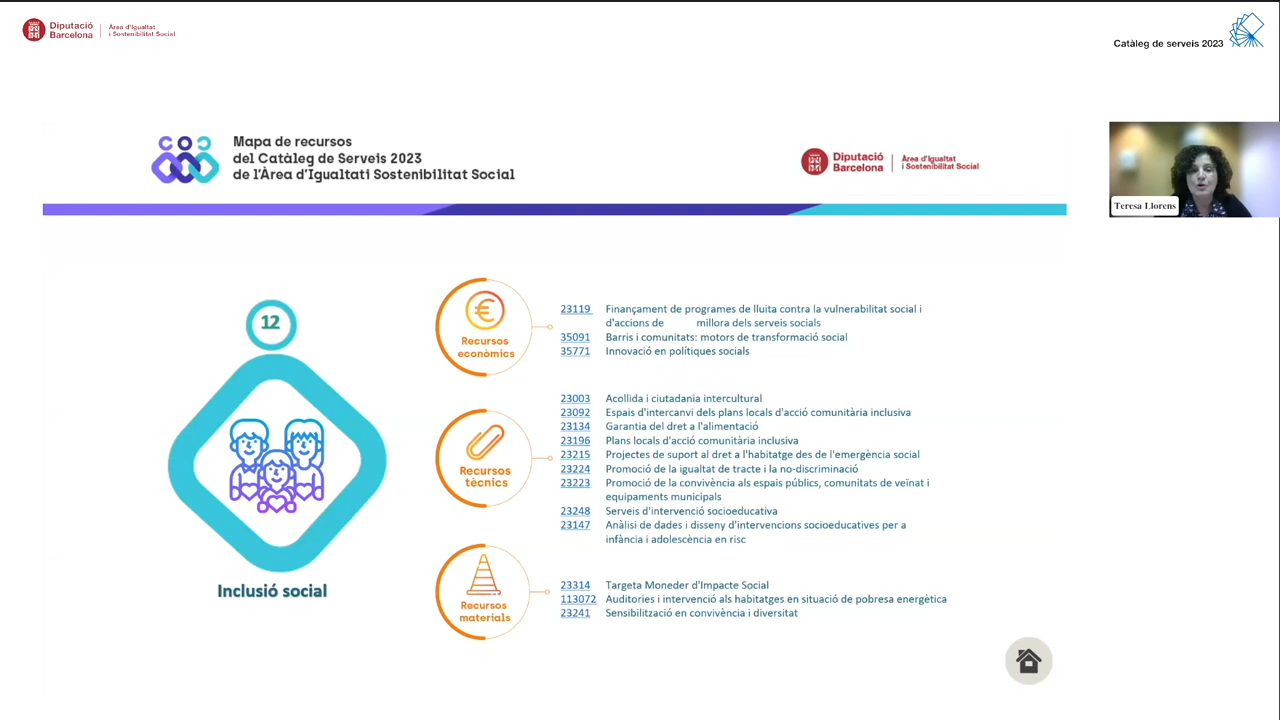 Diputació
Barcelona
Àrea d'Igualtat
i Sostenibilitat Social
Catàleg de serveis 2023
Mapa de recursos
del Catàleg de Serveis 2023
de l'Àrea d'Igualtati Sostenibilitat Social
Diputació
Barcelona
Àrea d'Igualtat
i Sostenibilitat Social
Teresa Llorens
12
Inclusió social
Recursos
econòmics
23119 Finançament de programes de lluita contra la vulnerabilitat social i
d'accions de millora dels serveis socials
35091 Barris i comunitats: motors de transformació social
35771 Innovació en polítiques socials
Recursos
tècnics
23003 Acollida i ciutadania intercultural
23092 Espais d'intercanvi dels plans locals d'acció comunitària inclusiva
23134 Garantia del dret a l'alimentació
23196 Plans locals d'acció comunitària inclusiva
23215 Projectes de suport al dret a l'habitatge des de l'emergència social
23224 Promoció de la igualtat de tracte i la no-discriminació
23223 Promoció de la convivència als espais públics, comunitats de veïnat i
equipaments municipals
23248 Serveis d'intervenció socioeducativa
23147 Anàlisi de dades i disseny d'intervencions socioeducatives per a
infància i adolescència en risc
Recursos
materials
23314 Targeta Moneder d'Impacte Social
113072 Auditories i intervenció als habitatges en situació de pobresa energètica
23241 Sensibilització en convivència i diversitat